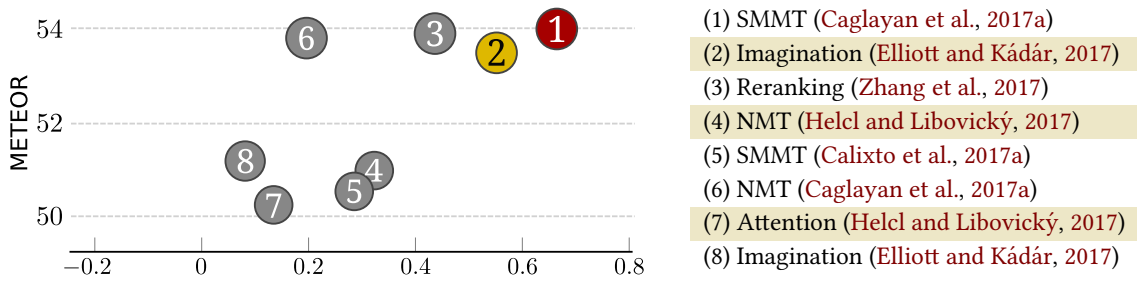 METEOR
54
52
50
1
2
3
6
8
4
5
7
−0.2
0
0.2
0.4
0.6
0.8
(1) SMMT (Caglayan et al., 2017a)
(2) Imagination (Elliott and Kádár, 2017)
(3) Reranking (Zhang et al., 2017)
(4) NMT (Helcl and Libovický, 2017)
(5) SMMT (Calixto et al., 2017a)
(6) NMT (Caglayan et al., 2017a)
(7) Attention (Helcl and Libovický, 2017)
(8) Imagination (Elliott and Kádár, 2017)